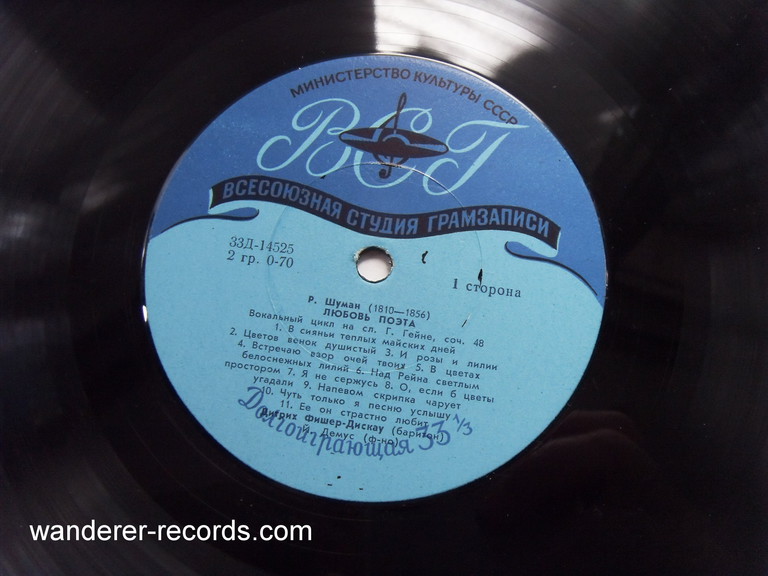 МИНИСТЕРСТВО КУЛЬТУРЫ СССР
ВСГ
ВСЕСОЮЗНАЯ СТУДИЯ ГРАМЗАПИСИ
33Д-14525
2 гр. 0-70
1 сторона
Р. Шуман (1810—1856)
ЛЮБОВЬ ПОЭТА
Вокальный цикл на сл. Г. Гейне, соч. 48
1. В сияньи теплых майских дней
2. Цветов венок душистый 3. И розы и лилии
4. Встречаю взор очей твоих 5. В цветах
белоснежных лилий 6. Над Рейна светлым
простором 7. Я не сержусь 8. О, если б цветы
угадали 9. Напевом скрипка чарует
10. Чуть только я песню услышу
11. Ее он страстно любит
Дитрих Фишер-Дискау (баритон)
Й. Демус (ф-но)
Долгоиграющая 33 1/3
wanderer-records.com